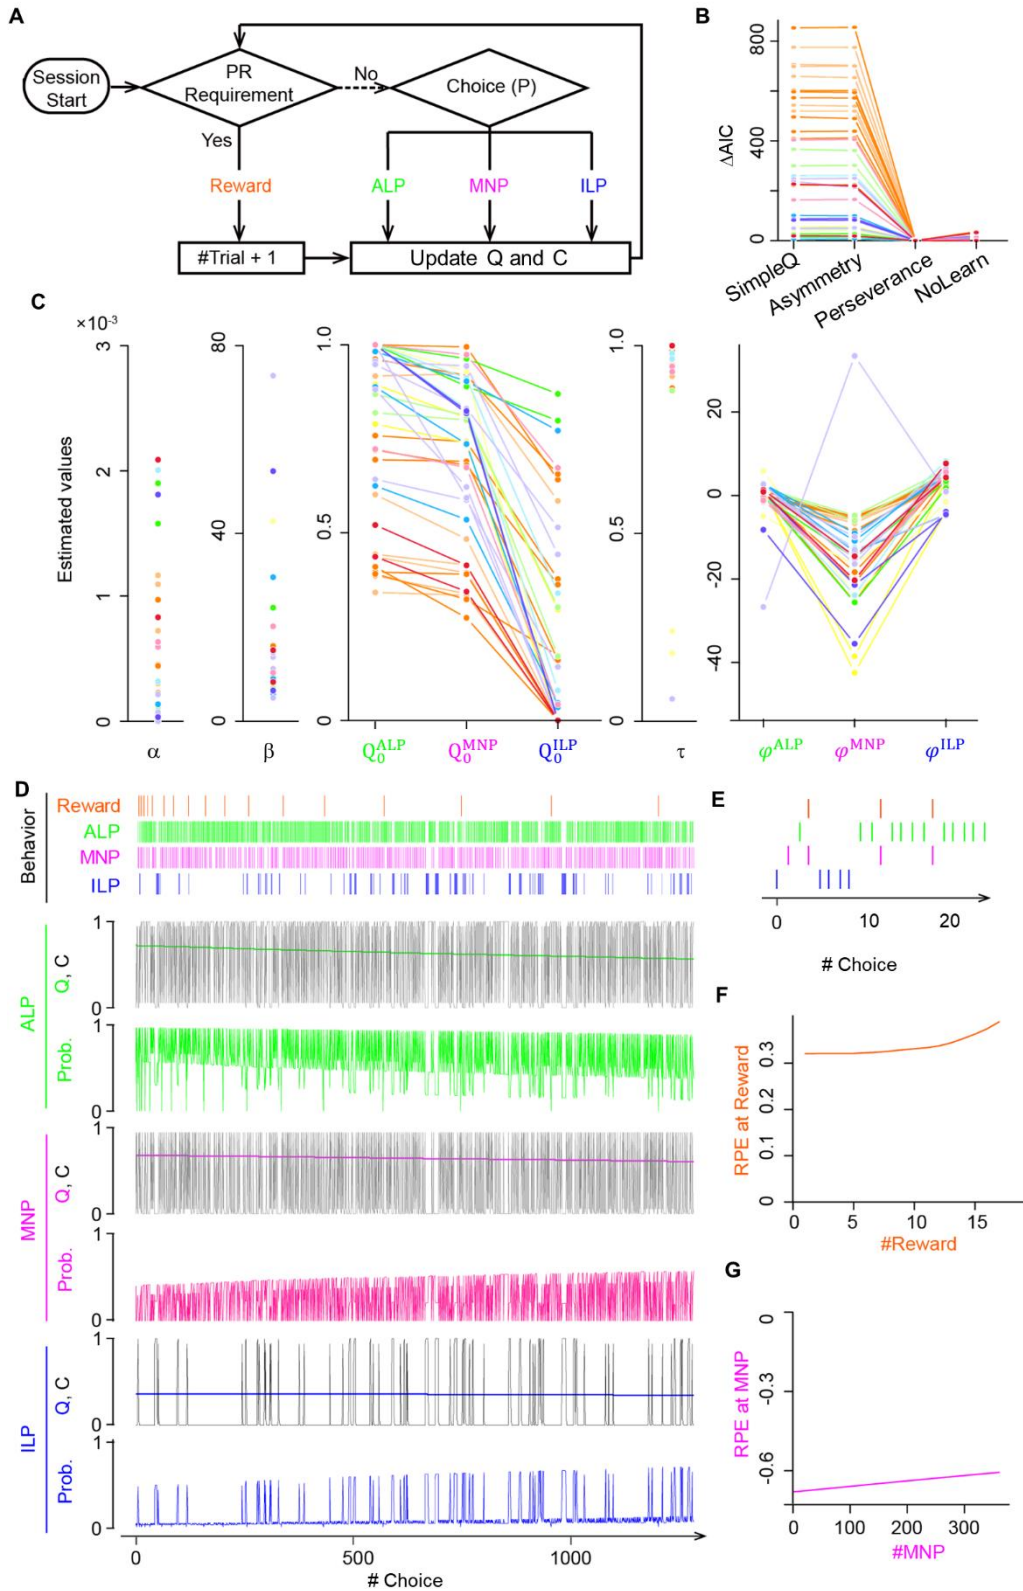 A
Session
Start
PR
Requirement
No
Choice (P)
Yes
Reward
ALP
MNP
ILP
#Trial + 1
Update Q and C
B
ΔAIC
800
400
0
SimpleQ
Asymmetry
Perseverance
NoLearn
C
Estimated values
×10⁻³
3
2
1
0
α
80
40
0
β
1.0
0.5
0
Q₀ᴬᴸᴾ
Q₀ᴹᴺᴾ
Q₀ᴵᴸᴾ
1.0
0.5
0
τ
20
0
-20
-40
φᴬᴸᴾ
φᴹᴺᴾ
φᴵᴸᴾ
D
Behavior
Reward
ALP
MNP
ILP
ALP
Q, C
1
0
Prob.
1
0
MNP
Q, C
1
0
Prob.
1
0
ILP
Q, C
1
0
Prob.
1
0
0 500 1000
# Choice
E
0 10 20
# Choice
F
RPE at Reward
0.3
0.2
0.1
0
0 5 10 15
#Reward
G
RPE at MNP
0
-0.3
-0.6
0 100 200 300
#MNP